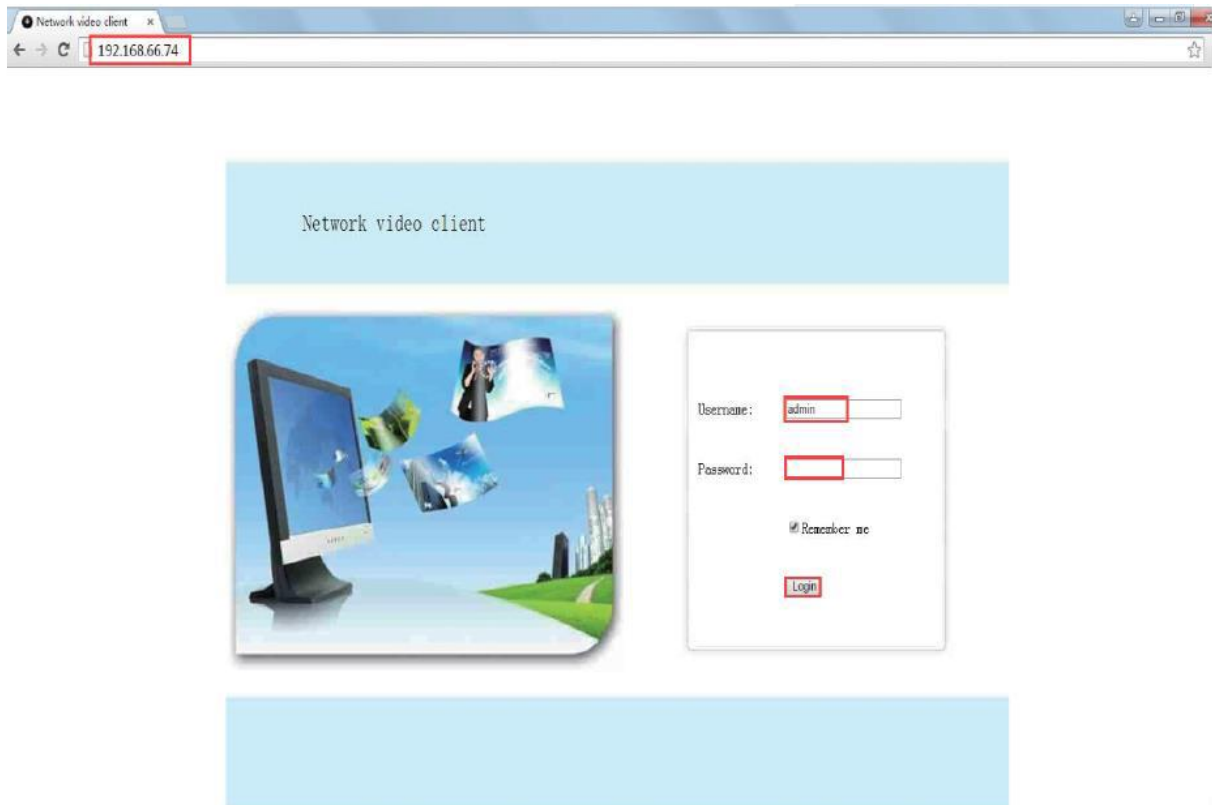 Network video client
192.168.66.74
Network video client
Username: admin
Password:
Remember me
Login